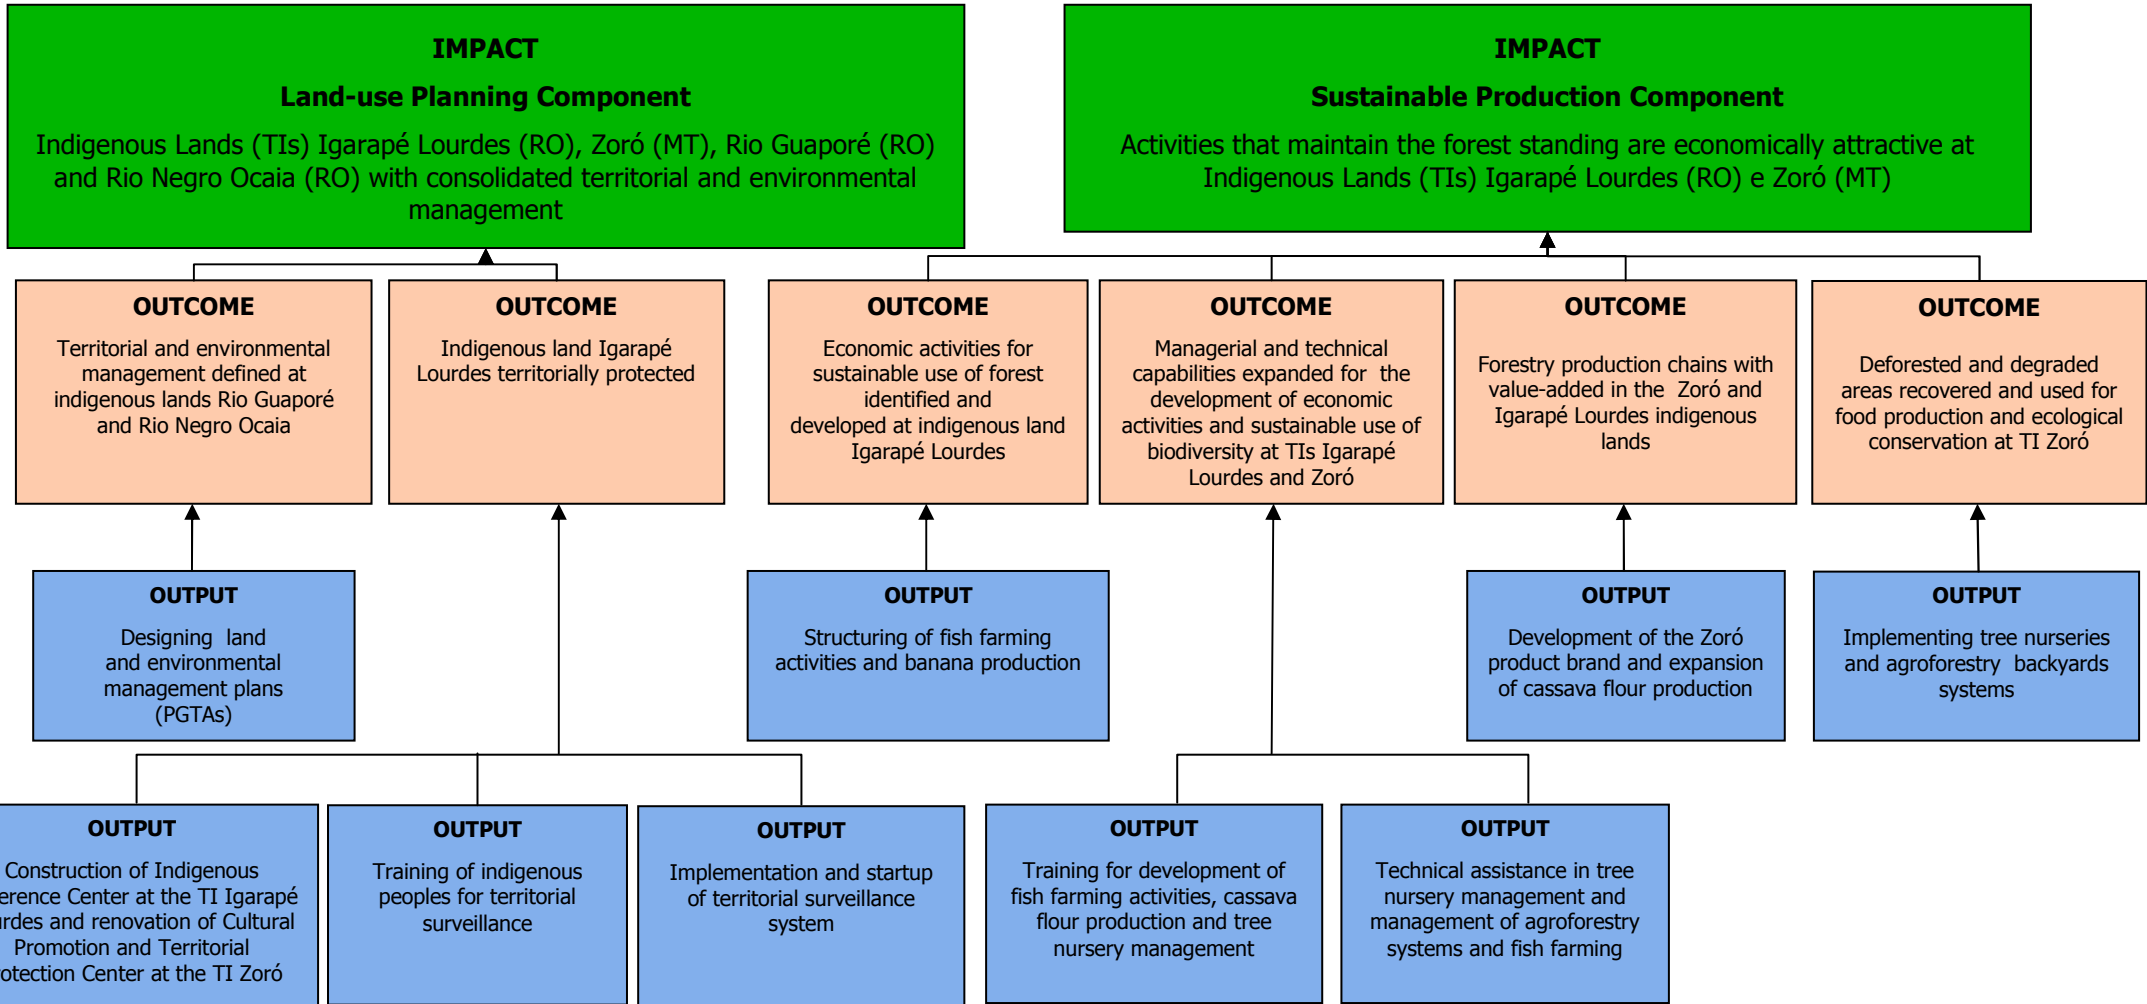 IMPACT
Land-use Planning Component
Indigenous Lands (TIs) Igarapé Lourdes (RO), Zoró (MT), Rio Guaporé (RO)
and Rio Negro Ocaia (RO) with consolidated territorial and environmental
management
IMPACT
Sustainable Production Component
Activities that maintain the forest standing are economically attractive at
Indigenous Lands (TIs) Igarapé Lourdes (RO) e Zoró (MT)
OUTCOME
Territorial and environmental
management defined at
indigenous lands Rio Guaporé
and Rio Negro Ocaia
OUTCOME
Indigenous land Igarapé
Lourdes territorially protected
OUTCOME
Economic activities for
sustainable use of forest
identified and
developed at indigenous land
Igarapé Lourdes
OUTCOME
Managerial and technical
capabilities expanded for the
development of economic
activities and sustainable use of
biodiversity at TIs Igarapé
Lourdes and Zoró
OUTCOME
Forestry production chains with
value-added in the Zoró and
Igarapé Lourdes indigenous
lands
OUTCOME
Deforested and degraded
areas recovered and used for
food production and ecological
conservation at TI Zoró
OUTPUT
Designing land
and environmental
management plans
(PGTAs)
OUTPUT
Structuring of fish farming
activities and banana production
OUTPUT
Development of the Zoró
product brand and expansion
of cassava flour production
OUTPUT
Implementing tree nurseries
and agroforestry backyards
systems
OUTPUT
Construction of Indigenous
erence Center at the TI Igarapé
urdes and renovation of Cultural
Promotion and Territorial
otection Center at the TI Zoró
OUTPUT
Training of indigenous
peoples for territorial
surveillance
OUTPUT
Implementation and startup
of territorial surveillance
system
OUTPUT
Training for development of
fish farming activities, cassava
flour production and tree
nursery management
OUTPUT
Technical assistance in tree
nursery management and
management of agroforestry
systems and fish farming